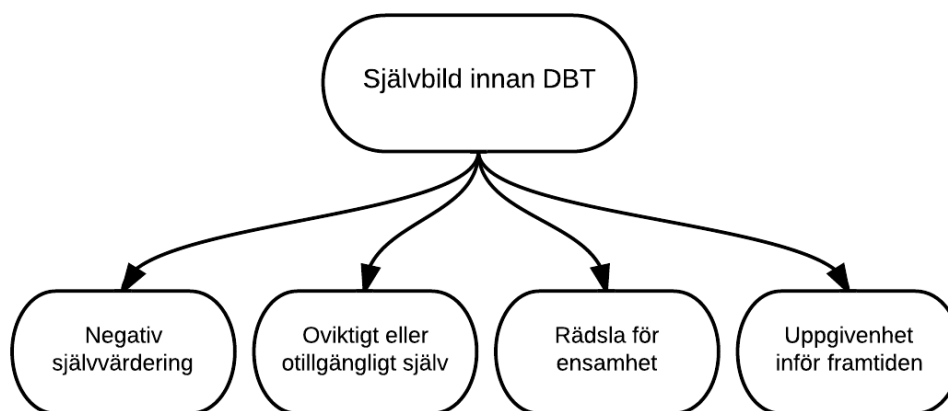 Självbild innan DBT
Negativ
självvärdering
Oviktigt eller
otillgängligt själv
Rädsla för
ensamhet
Uppgivenhet
inför framtiden